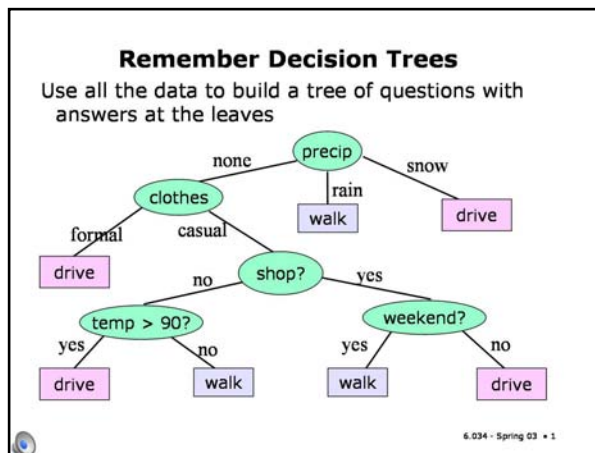 Remember Decision Trees
Use all the data to build a tree of questions with
answers at the leaves
precip
none
snow
rain
clothes
walk
drive
formal
casual
drive
shop?
no
yes
temp > 90?
weekend?
yes
no
yes
no
drive
walk
walk
drive
6.034 - Spring 03 • 1